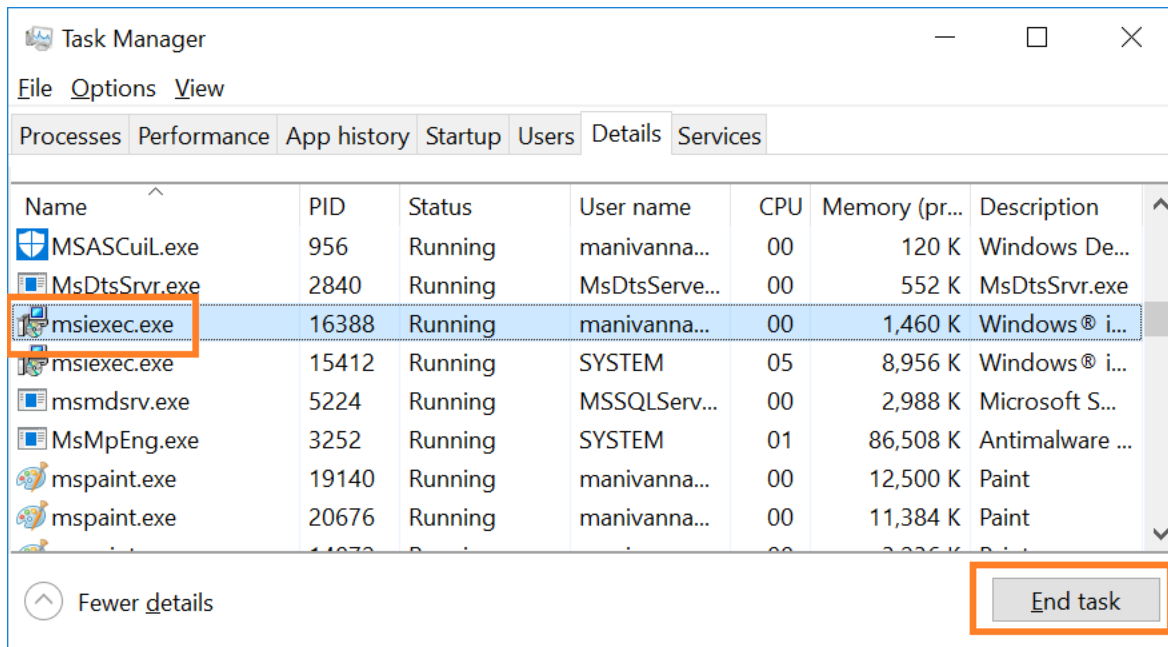 Task Manager
File Options View
Processes Performance App history Startup Users Details Services
Name PID Status User name CPU Memory (pr... Description
MSASCuiL.exe 956 Running manivanna... 00 120 K Windows De...
MsDtsSrvr.exe 2840 Running MsDtsServe... 00 552 K MsDtsSrvr.exe
msiexec.exe 16388 Running manivanna... 00 1,460 K Windows® i...
msiexec.exe 15412 Running SYSTEM 05 8,956 K Windows® i...
msmdsrv.exe 5224 Running MSSQLServ... 00 2,988 K Microsoft S...
MsMpEng.exe 3252 Running SYSTEM 01 86,508 K Antimalware ...
mspaint.exe 19140 Running manivanna... 00 12,500 K Paint
mspaint.exe 20676 Running manivanna... 00 11,384 K Paint
Fewer details
End task